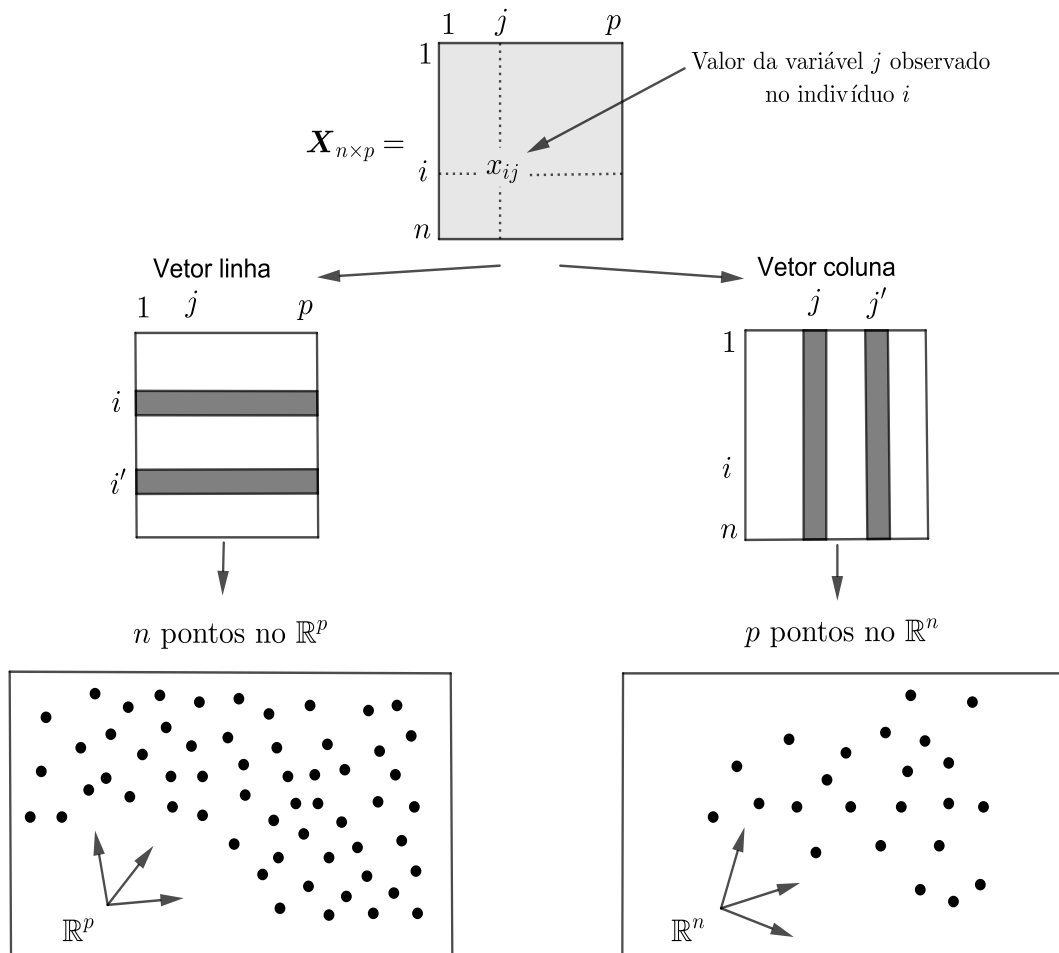 1 j p
1
Valor da variável j observado
no indivíduo i
X_{n×p} =
i x_{ij}
n
Vetor linha
1 j p
i
i′
n pontos no ℝ^p
ℝ^p
Vetor coluna
j j′
1
i
n
p pontos no ℝ^n
ℝ^n